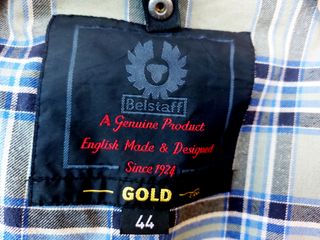 Belstaff
A Genuine Product
English Made & Designed
Since 1924
GOLD
44